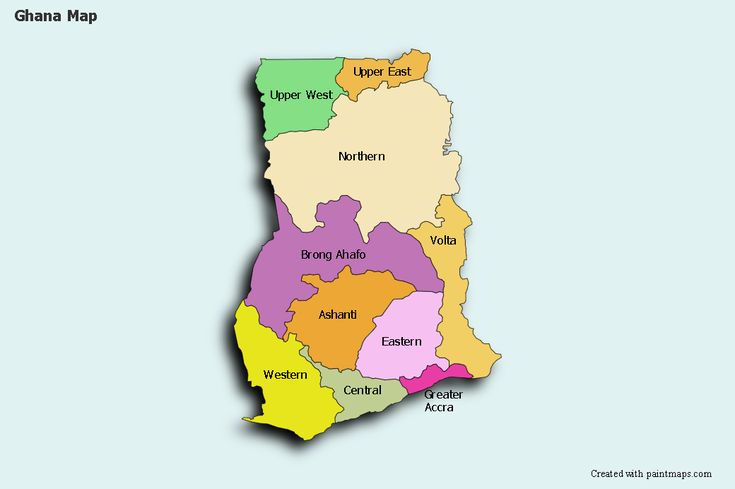 Ghana Map
Upper East
Upper West
Northern
Volta
Brong Ahafo
Ashanti
Eastern
Western
Central
Greater
Accra
Created with paintmaps.com